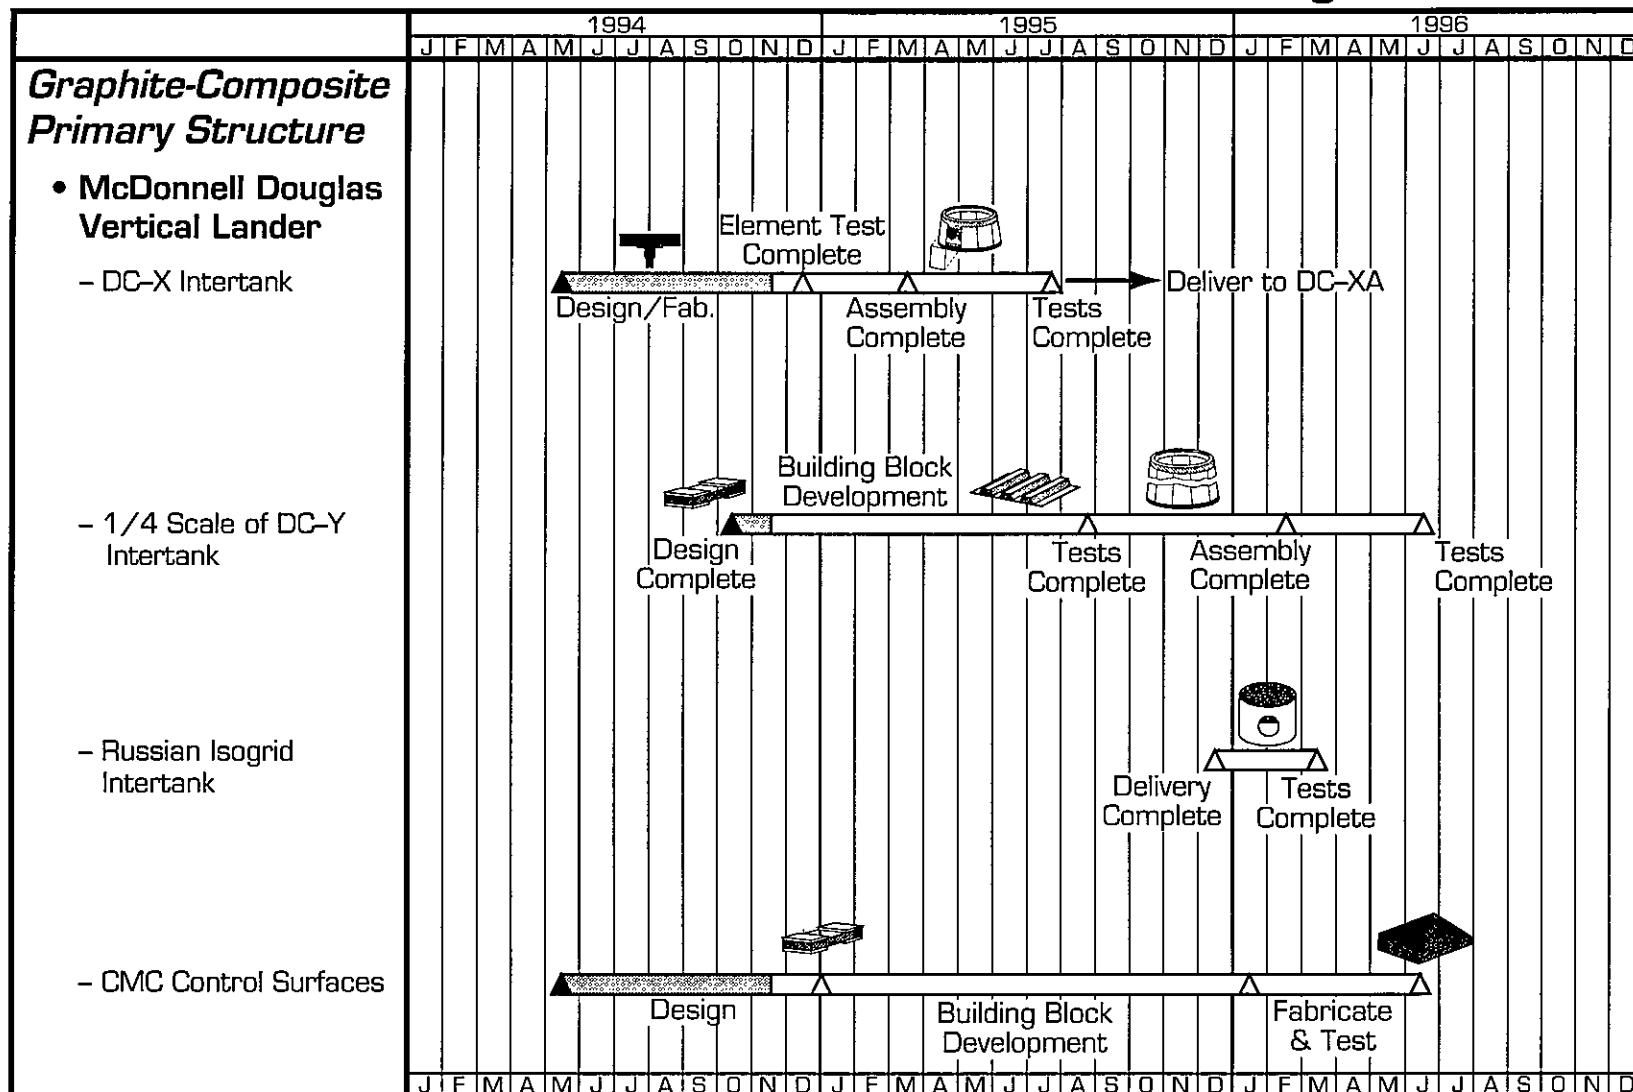 1994 1995 1996
J F M A M J J A S O N D J F M A M J J A S O N D J F M A M J J A S O N D
Graphite-Composite
Primary Structure
• McDonnell Douglas
Vertical Lander
Element Test
Complete
– DC–X Intertank
Deliver to DC–XA
Design/Fab.
Assembly
Complete
Tests
Complete
Building Block
Development
– 1/4 Scale of DC–Y
Intertank
Design
Complete
Tests
Complete
Assembly
Complete
Tests
Complete
– Russian Isogrid
Intertank
Delivery
Complete
Tests
Complete
– CMC Control Surfaces
Design
Building Block
Development
Fabricate
& Test
J F M A M J J A S O N D J F M A M J J A S O N D J F M A M J J A S O N D